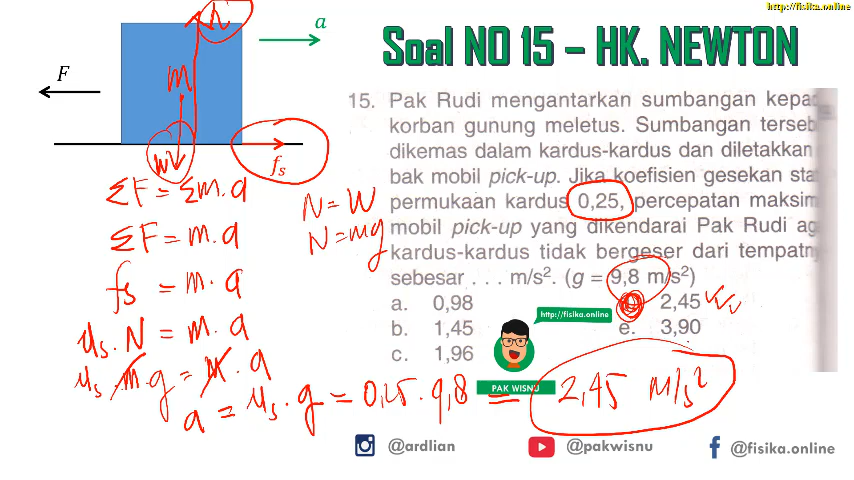 http://fisika.online
Soal NO 15 – HK. NEWTON
N
a
F
m
w
fs
15. Pak Rudi mengantarkan sumbangan kepad
korban gunung meletus. Sumbangan terseb
dikemas dalam kardus-kardus dan diletakkan
bak mobil pick-up. Jika koefisien gesekan sta
permukaan kardus 0,25, percepatan maksim
mobil pick-up yang dikendarai Pak Rudi ag
kardus-kardus tidak bergeser dari tempatny
sebesar . . . m/s². (g = 9,8 m/s²)
a. 0,98
b. 1,45
c. 1,96
2,45
e. 3,90
ΣF = Σm.a
ΣF = m.a
fs = m.a
μs.N = m.a
μs.m.g = m.a
a = μs.g = 0,25.9,8 = 2,45 m/s²
N = W
N = mg
http://fisika.online
PAK WISNU
@ardlian
@pakwisnu
@fisika.online